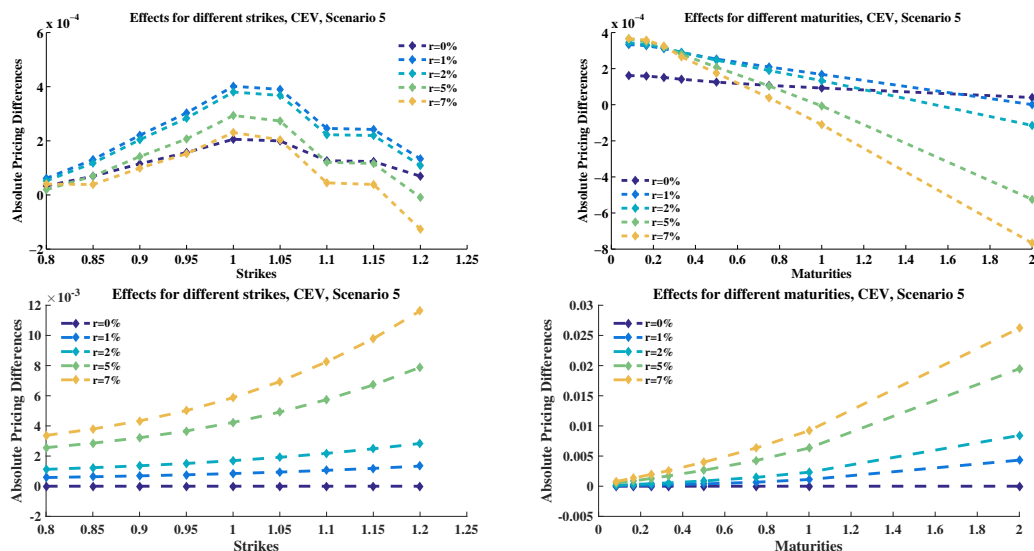 Effects for different strikes, CEV, Scenario 5
x 10⁻⁴
Absolute Pricing Differences
6
4
2
0
−2
0.8
0.85
0.9
0.95
1
1.05
1.1
1.15
1.2
1.25
Strikes
r=0%
r=1%
r=2%
r=5%
r=7%
Effects for different maturities, CEV, Scenario 5
x 10⁻⁴
Absolute Pricing Differences
4
2
0
−2
−4
−6
−8
0
0.2
0.4
0.6
0.8
1.0
1.2
1.4
1.6
1.8
2
Maturities
r=0%
r=1%
r=2%
r=5%
r=7%
Effects for different strikes, CEV, Scenario 5
×10⁻³
Absolute Pricing Differences
12
10
8
6
4
2
0
-2
0.8
0.85
0.9
0.95
1
1.05
1.1
1.15
1.2
1.25
Strikes
r=0%
r=1%
r=2%
r=5%
r=7%
Effects for different maturities, CEV, Scenario 5
Absolute Pricing Differences
0.03
0.025
0.02
0.015
0.01
0.005
0
-0.005
0
0.2
0.4
0.6
0.8
1.0
1.2
1.4
1.6
1.8
2
Maturities
r=0%
r=1%
r=2%
r=5%
r=7%